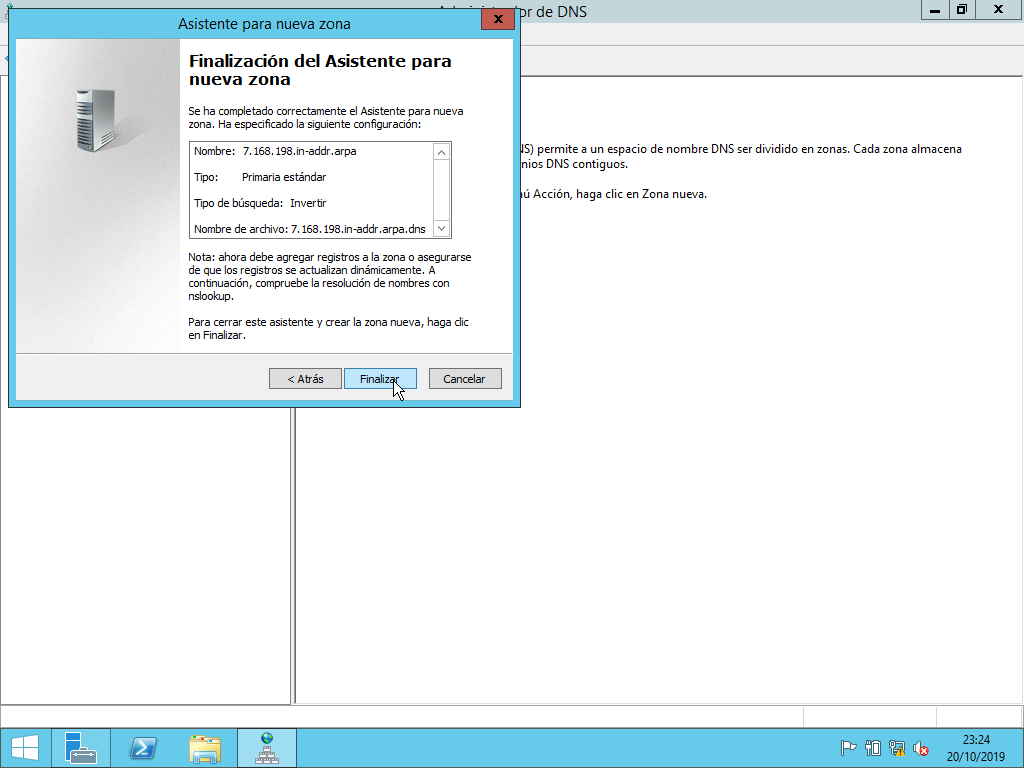 Asistente para nueva zona
x
or de DNS
Finalización del Asistente para
nueva zona
Se ha completado correctamente el Asistente para nueva
zona. Ha especificado la siguiente configuración:
Nombre: 7.168.198.in-addr.arpa
Tipo: Primaria estándar
Tipo de búsqueda: Invertir
Nombre de archivo: 7.168.198.in-addr.arpa.dns
Nota: ahora debe agregar registros a la zona o asegurarse
de que los registros se actualizan dinámicamente. A
continuación, compruebe la resolución de nombres con
nslookup.
Para cerrar este asistente y crear la zona nueva, haga clic
en Finalizar.
< Atrás
Finalizar
Cancelar
NS) permite a un espacio de nombre DNS ser dividido en zonas. Cada zona almacena
nios DNS contiguos.
ú Acción, haga clic en Zona nueva.
23:24
20/10/2019